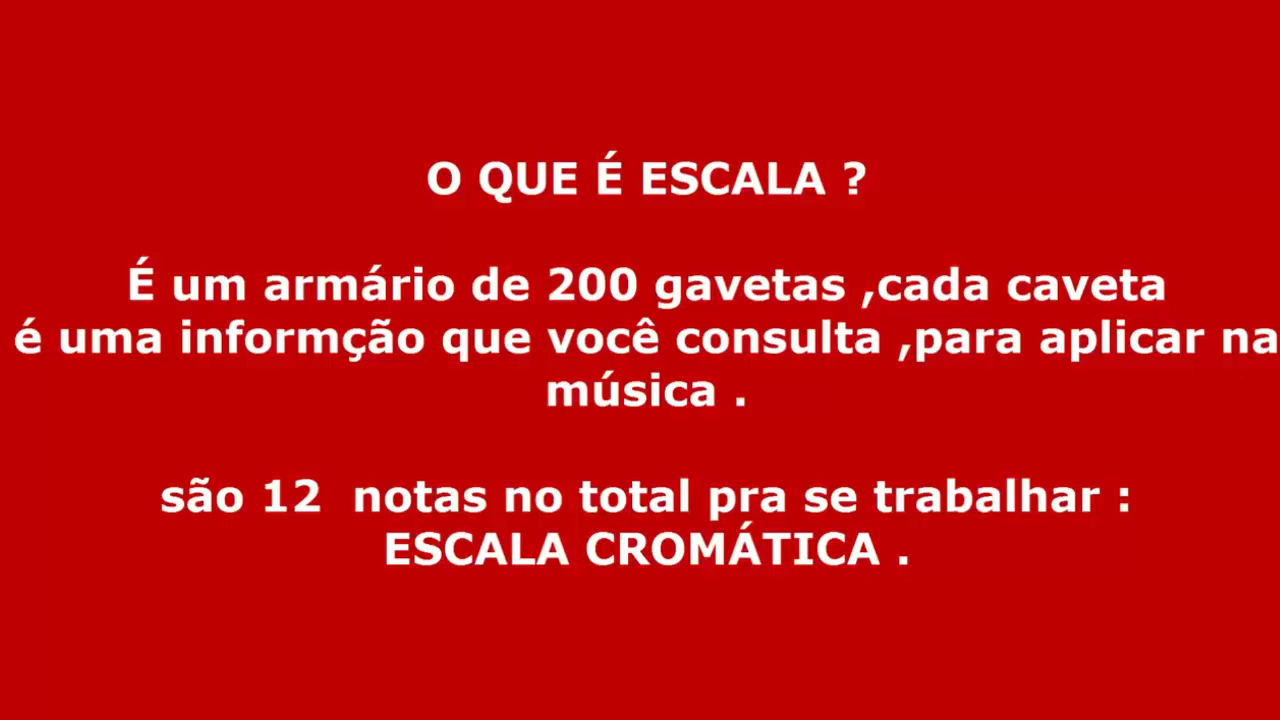 O QUE É ESCALA ?
É um armário de 200 gavetas ,cada caveta
é uma informção que você consulta ,para aplicar na
música .
são 12  notas no total pra se trabalhar :
ESCALA CROMÁTICA .